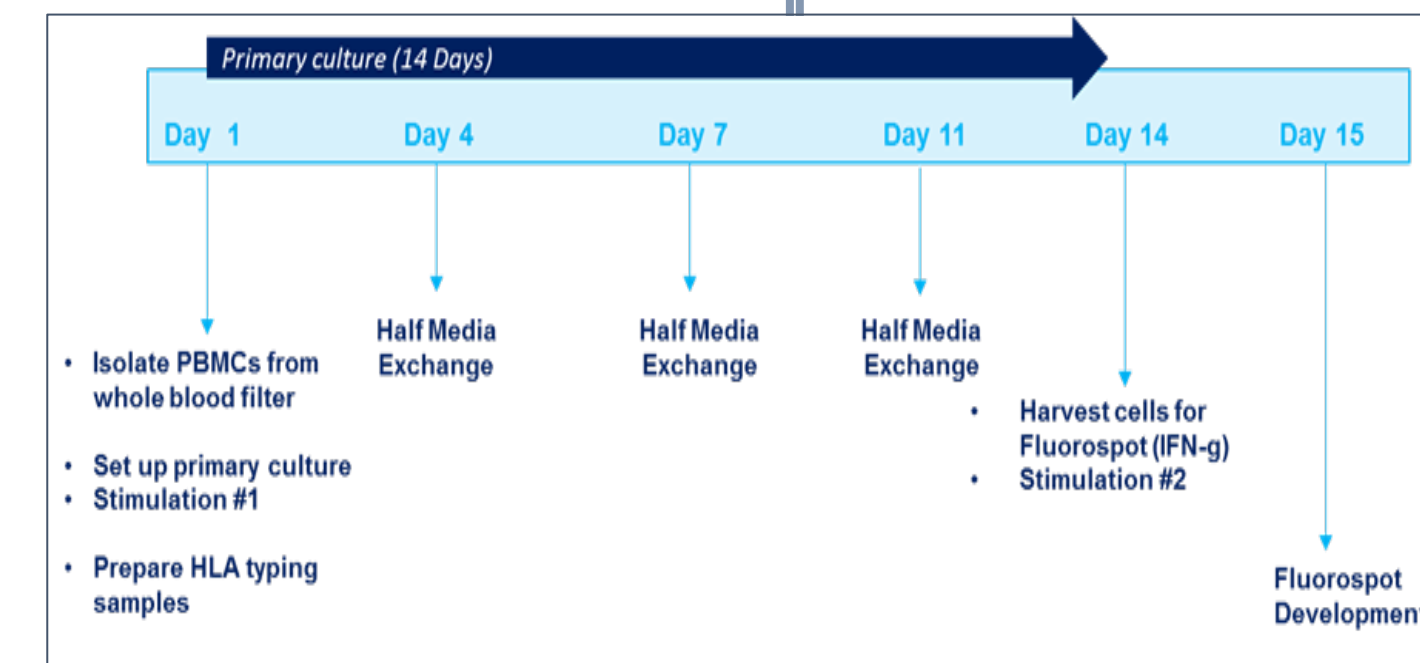 Primary culture (14 Days)
Day 1
Day 4
Day 7
Day 11
Day 14
Day 15
• Isolate PBMCs from
whole blood filter
• Set up primary culture
• Stimulation #1
• Prepare HLA typing
samples
Half Media
Exchange
Half Media
Exchange
Half Media
Exchange
• Harvest cells for
Fluorospot (IFN-g)
• Stimulation #2
Fluorospot
Development